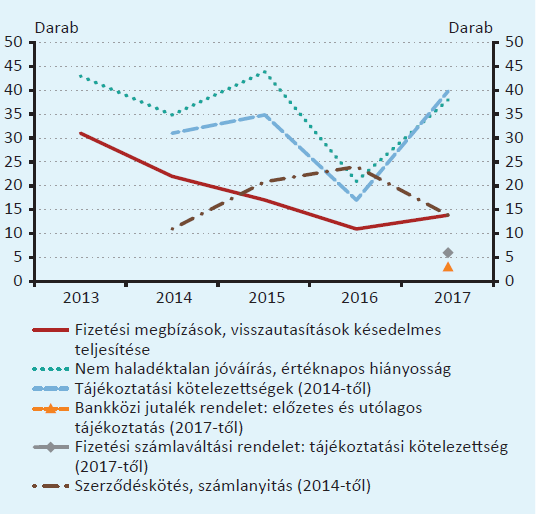 Darab Darab
50 50
45 45
40 40
35 35
30 30
25 25
20 20
15 15
10 10
5 5
0 0
2013 2014 2015 2016 2017
Fizetési megbízások, visszautasítások késedelmes
teljesítése
Nem haladéktalan jóváírás, értéknapos hiányosság
Tájékoztatási kötelezettségek (2014-től)
Bankközi jutalék rendelet: előzetes és utólagos
tájékoztatás (2017-től)
Fizetési számlaváltási rendelet: tájékoztatási kötelezettség
(2017-től)
Szerződéskötés, számlanyitás (2014-től)